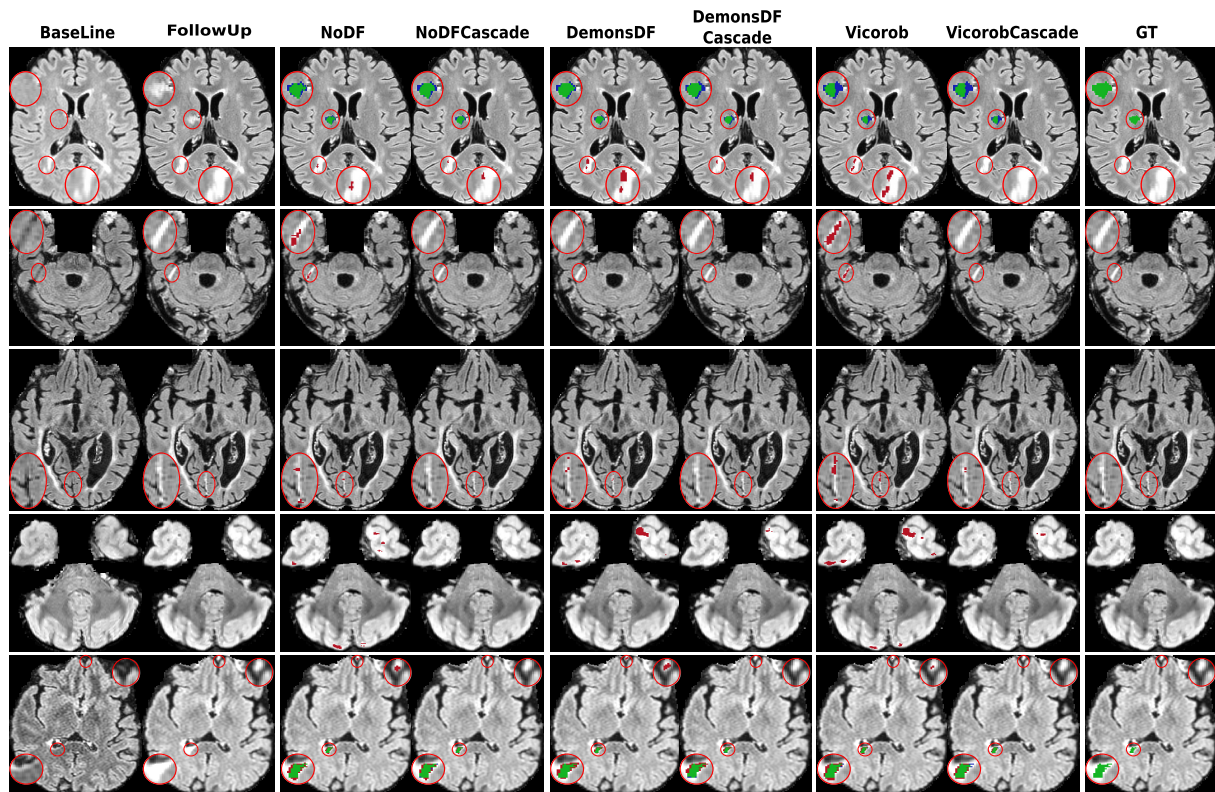 BaseLine
FollowUp
NoDF
NoDFCascade
DemonsDF
DemonsDF
Cascade
Vicorob
VicorobCascade
GT